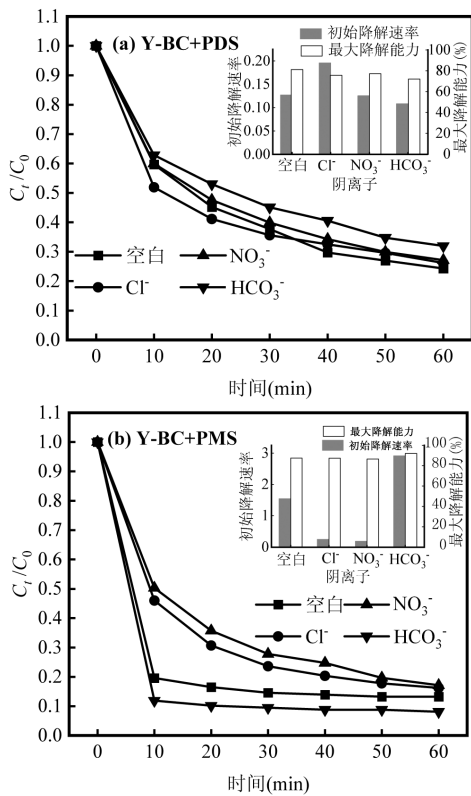 (a) Y-BC+PDS
初始降解速率
最大降解能力
初始降解速率
0.20
0.15
0.10
0.05
0.00
100
80
60
40
20
0
最大降解能力(%)
空白 Cl⁻ NO₃⁻ HCO₃⁻
阴离子
Cₜ/C₀
1.1
1.0
0.9
0.8
0.7
0.6
0.5
0.4
0.3
0.2
0.1
0.0
空白 NO₃⁻
Cl⁻ HCO₃⁻
0 10 20 30 40 50 60
时间(min)
(b) Y-BC+PMS
最大降解能力
初始降解速率
初始降解速率
3
2
1
0
100
80
60
40
20
0
最大降解能力(%)
空白 Cl⁻ NO₃⁻ HCO₃⁻
阴离子
Cₜ/C₀
1.1
1.0
0.9
0.8
0.7
0.6
0.5
0.4
0.3
0.2
0.1
0.0
空白 NO₃⁻
Cl⁻ HCO₃⁻
0 10 20 30 40 50 60
时间(min)